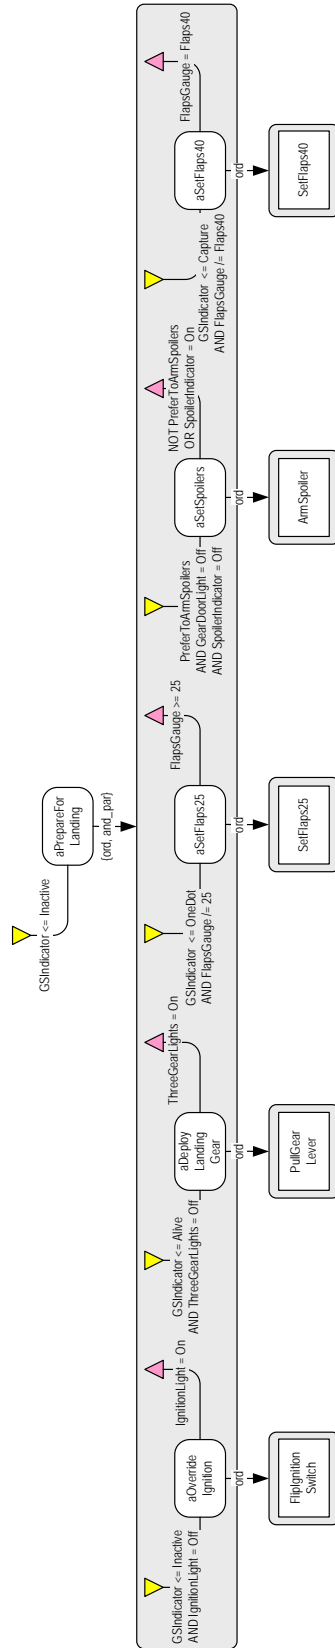 GSIndicator <= Inactive
aPrepareFor
Landing
{ord, and_par}
GSIndicator <= Inactive
AND IgnitionLight = Off
aOverride
Ignition
IgnitionLight = On
ord
FlipIgnition
Switch
GSIndicator <= Alive
AND ThreeGearLights = Off
aDeploy
Landing
Gear
ThreeGearLights = On
ord
PullGear
Lever
GSIndicator <= OneDot
AND FlapsGauge /= 25
aSetFlaps25
FlapsGauge >= 25
ord
SetFlaps25
PreferToArmSpoilers
AND GearDoorLight = Off
AND SpoilerIndicator = Off
aSetSpoilers
NOT PreferToArmSpoilers
OR SpoilerIndicator = On
ord
ArmSpoiler
GSIndicator <= Capture
AND FlapsGauge /= Flaps40
aSetFlaps40
FlapsGauge = Flaps40
ord
SetFlaps40